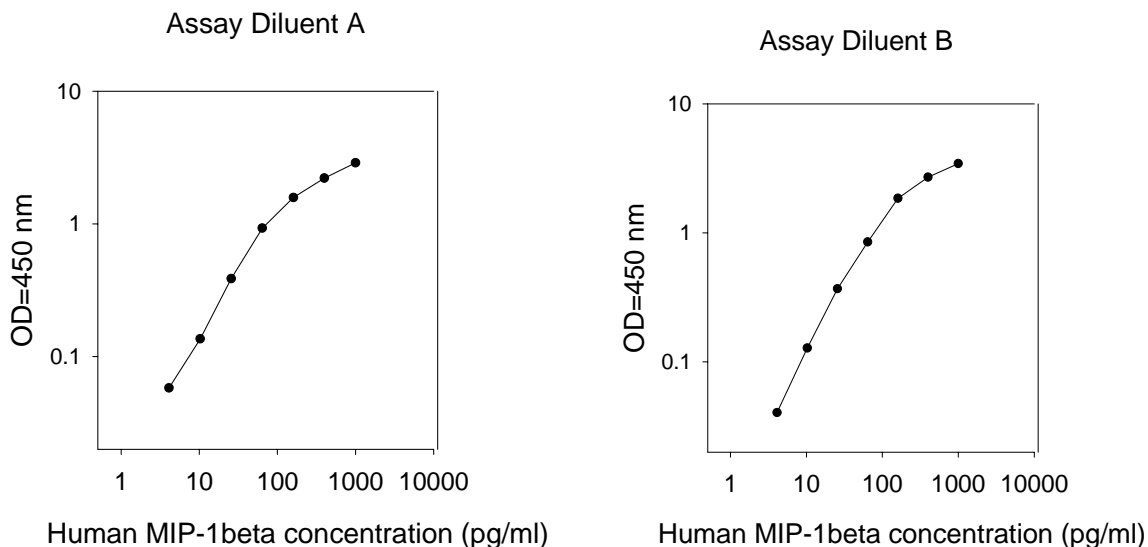 Assay Diluent A
10
1
0.1
OD=450 nm
1 10 100 1000 10000
Human MIP-1beta concentration (pg/ml)
Assay Diluent B
10
1
0.1
OD=450 nm
1 10 100 1000 10000
Human MIP-1beta concentration (pg/ml)